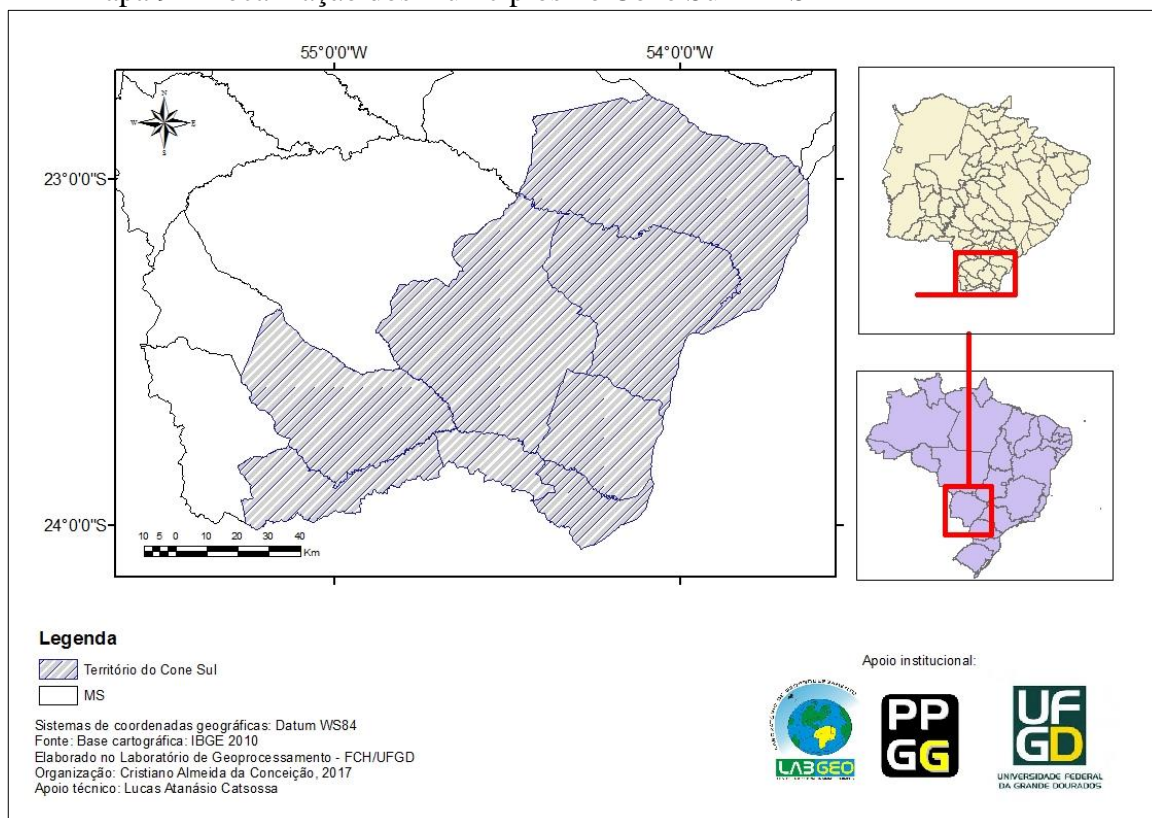 55°0'0"W
54°0'0"W
N
W
E
S
23°0'0"S
24°0'0"S
10 5 0 10 20 30 40
Km
Legenda
Território do Cone Sul
MS
Sistemas de coordenadas geográficas: Datum WS84
Fonte: Base cartográfica: IBGE 2010
Elaborado no Laboratório de Geoprocessamento - FCH/UFGD
Organização: Cristiano Almeida da Conceição, 2017
Apoio técnico: Lucas Atanásio Catsossa
Apoio institucional:
LABORATÓRIO DE GEOPROCESSAMENTO
LABGEO
PP
GG
UF
GD
UNIVERSIDADE FEDERAL
DA GRANDE DOURADOS